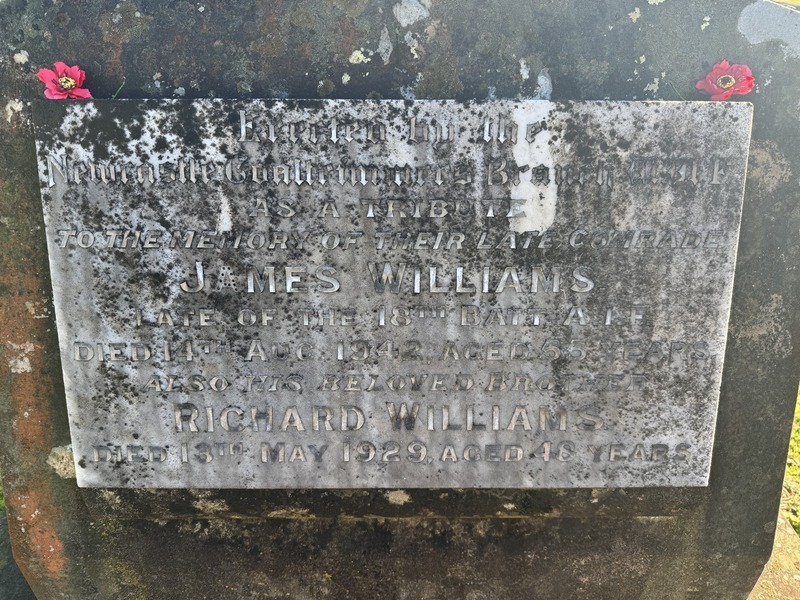 Erected by the
Newcastle Coaltrimmers Branch W.W.F.
AS A TRIBUTE
TO THE MEMORY OF THEIR LATE COMRADE
JAMES WILLIAMS
LATE OF THE 18TH BATT A.I.F.
DIED 14TH AUG. 1942, AGED 55 YEARS.
ALSO HIS BELOVED BROTHER
RICHARD WILLIAMS
DIED MAY 1929, AGED 48 YEARS